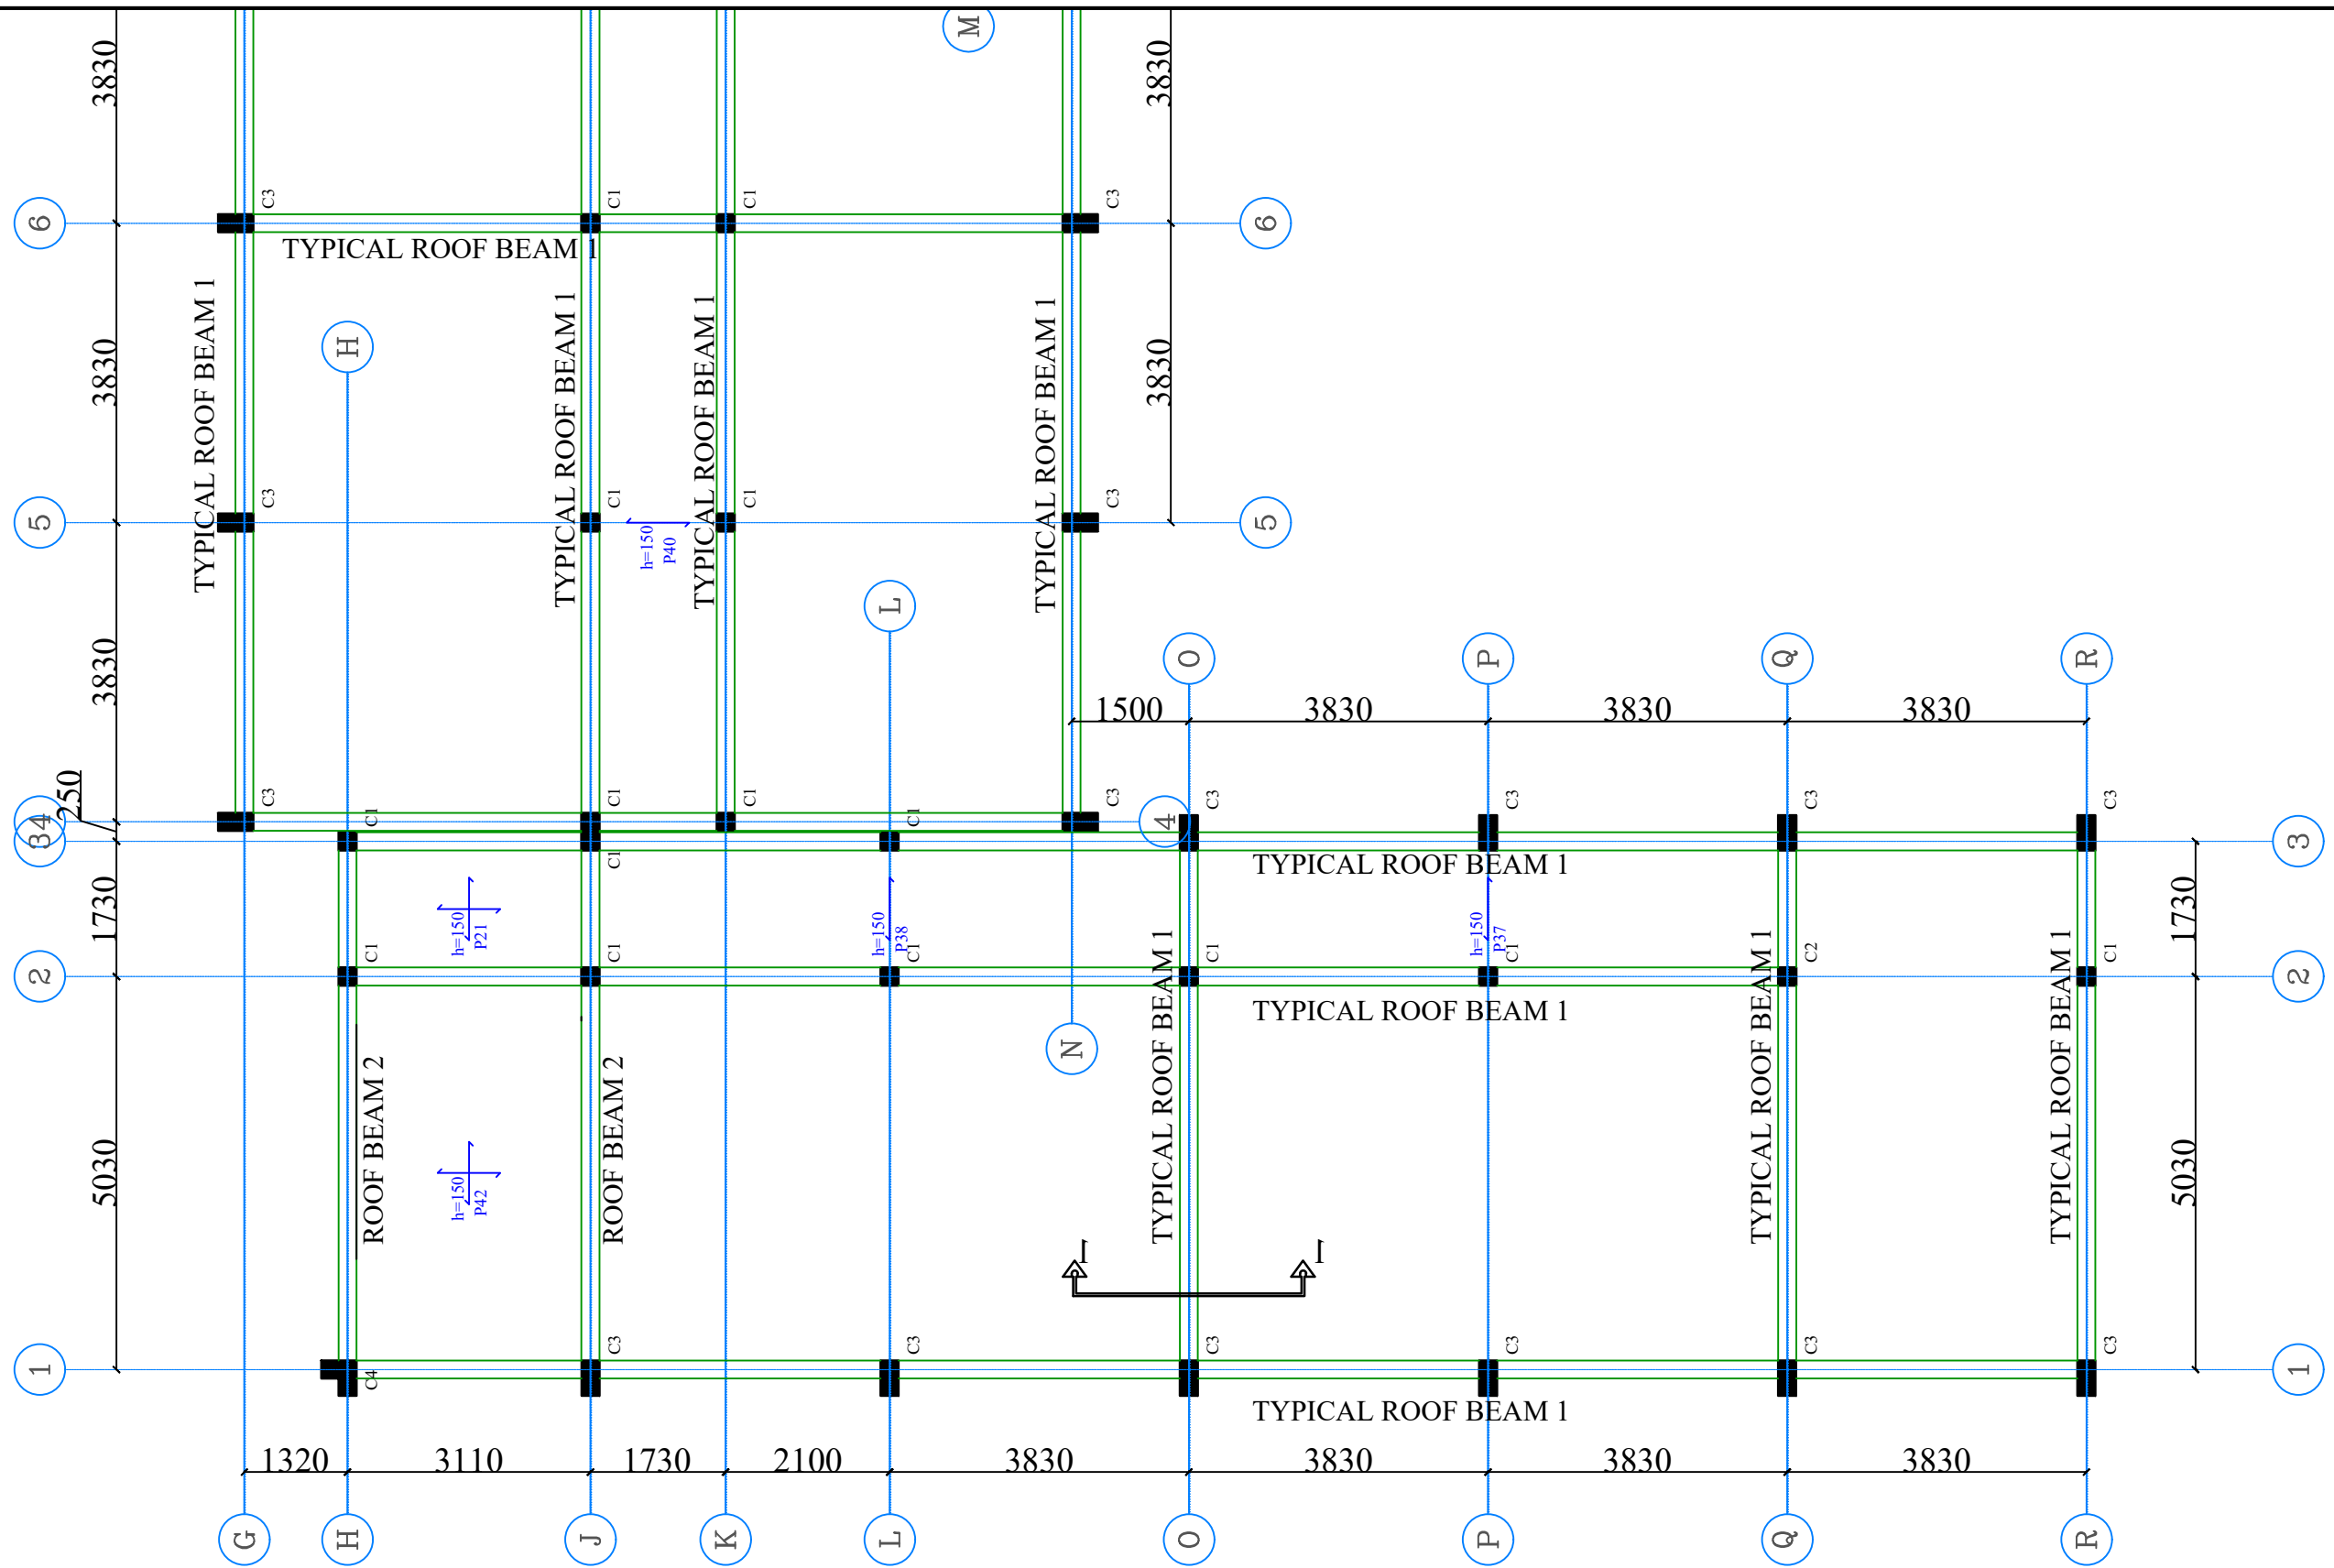 M
3830
3830
C3
C1
C1
C3
6
6
TYPICAL ROOF BEAM 1
TYPICAL ROOF BEAM 1
TYPICAL ROOF BEAM 1
TYPICAL ROOF BEAM 1
TYPICAL ROOF BEAM 1
H
3830
3830
C3
C1
C1
C3
5
5
h=150
P40
L
3830
O
P
Q
R
1500
3830
3830
3830
250
C3
C1
C1
C1
C1
C3
C3
C3
C3
C3
4
4
3
3
C1
TYPICAL ROOF BEAM 1
1730
1730
h=150
P21
h=150
P38
h=150
P37
C1
C1
C1
C1
C1
C2
C1
2
2
TYPICAL ROOF BEAM 1
N
ROOF BEAM 2
ROOF BEAM 2
TYPICAL ROOF BEAM 1
TYPICAL ROOF BEAM 1
TYPICAL ROOF BEAM 1
5030
5030
h=150
P42
1
1
C4
C3
C3
C3
C3
C3
C3
1
1
TYPICAL ROOF BEAM 1
1320
3110
1730
2100
3830
3830
3830
3830
G
H
J
K
L
O
P
Q
R